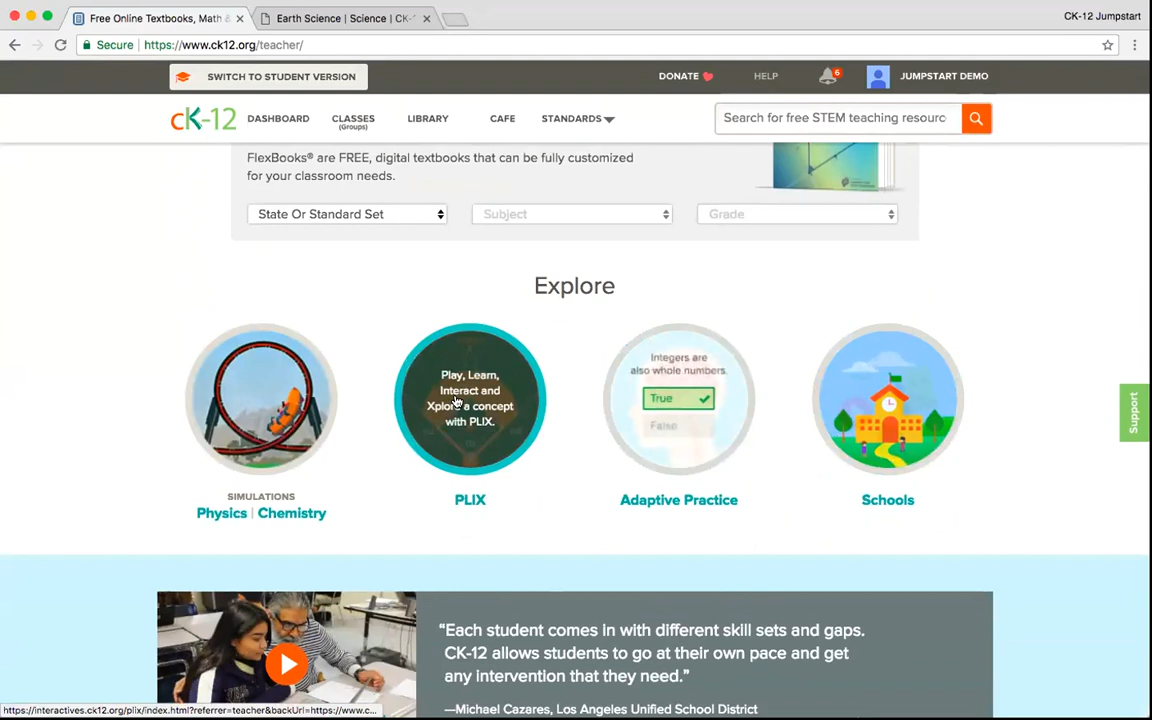 Free Online Textbooks, Math &
Earth Science | Science | CK-
CK-12 Jumpstart
Secure
https://www.ck12.org/teacher/
SWITCH TO STUDENT VERSION
DONATE
HELP
6
JUMPSTART DEMO
cK-12
DASHBOARD
CLASSES
(Groups)
LIBRARY
CAFE
STANDARDS
Search for free STEM teaching resourc
FlexBooks® are FREE, digital textbooks that can be fully customized
for your classroom needs.
State Or Standard Set
Subject
Grade
Explore
Play, Learn,
Interact and
Xplore a concept
with PLIX.
Integers are
also whole numbers.
True
False
SIMULATIONS
Physics | Chemistry
PLIX
Adaptive Practice
Schools
Support
“Each student comes in with different skill sets and gaps.
CK-12 allows students to go at their own pace and get
any intervention that they need.”
—Michael Cazares, Los Angeles Unified School District
https://interactives.ck12.org/plix/index.html?referrer=teacher&backUrl=https://www.c...